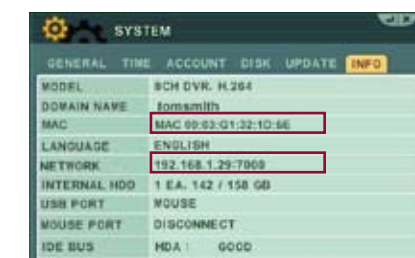 SYSTEM
GENERAL TIME ACCOUNT DISK UPDATE INFO
MODEL 8CH DVR. H.264
DOMAIN NAME tomsmith
MAC MAC 00:03:G1:32:1D:6E
LANGUAGE ENGLISH
NETWORK 192.168.1.29:7000
INTERNAL HDD 1 EA. 142 / 158 GB
USB PORT MOUSE
MOUSE PORT DISCONNECT
IDE BUS HDA : GOOD